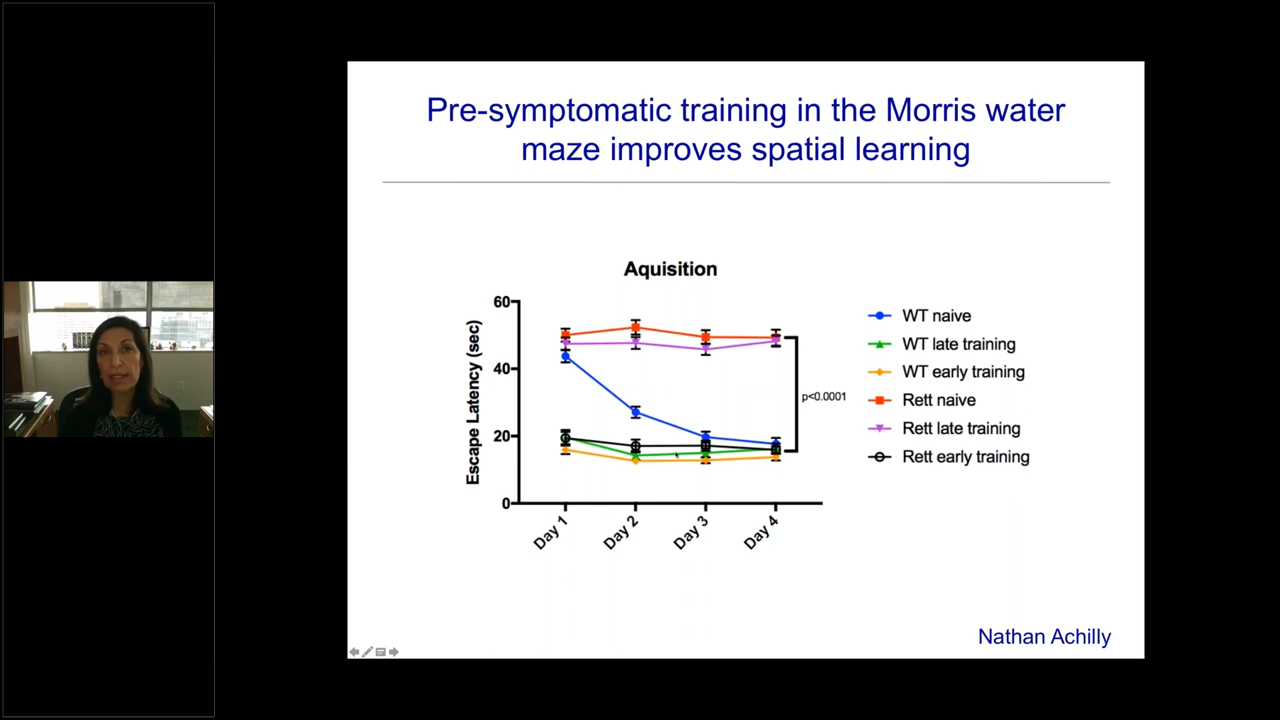 Pre-symptomatic training in the Morris water
maze improves spatial learning
Aquisition
Escape Latency (sec)
60
40
20
0
Day 1
Day 2
Day 3
Day 4
p<0.0001
WT naive
WT late training
WT early training
Rett naive
Rett late training
Rett early training
Nathan Achilly